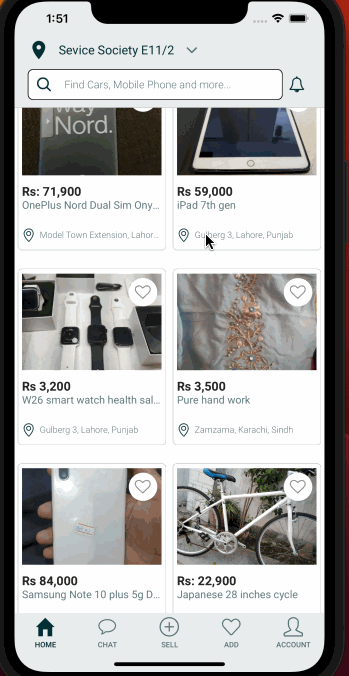 1:51
Sevice Society E11/2
Find Cars, Mobile Phone and more...
way
Nord.
Rs: 71,900
OnePlus Nord Dual Sim Ony...
Model Town Extension, Lahor...
Rs 59,000
iPad 7th gen
Gulberg 3, Lahore, Punjab
Rs 3,200
W26 smart watch health sal...
Gulberg 3, Lahore, Punjab
Rs 3,500
Pure hand work
Zamzama, Karachi, Sindh
Rs 84,000
Samsung Note 10 plus 5g D...
Rs: 22,900
Japanese 28 inches cycle
HOME
CHAT
SELL
ADD
ACCOUNT